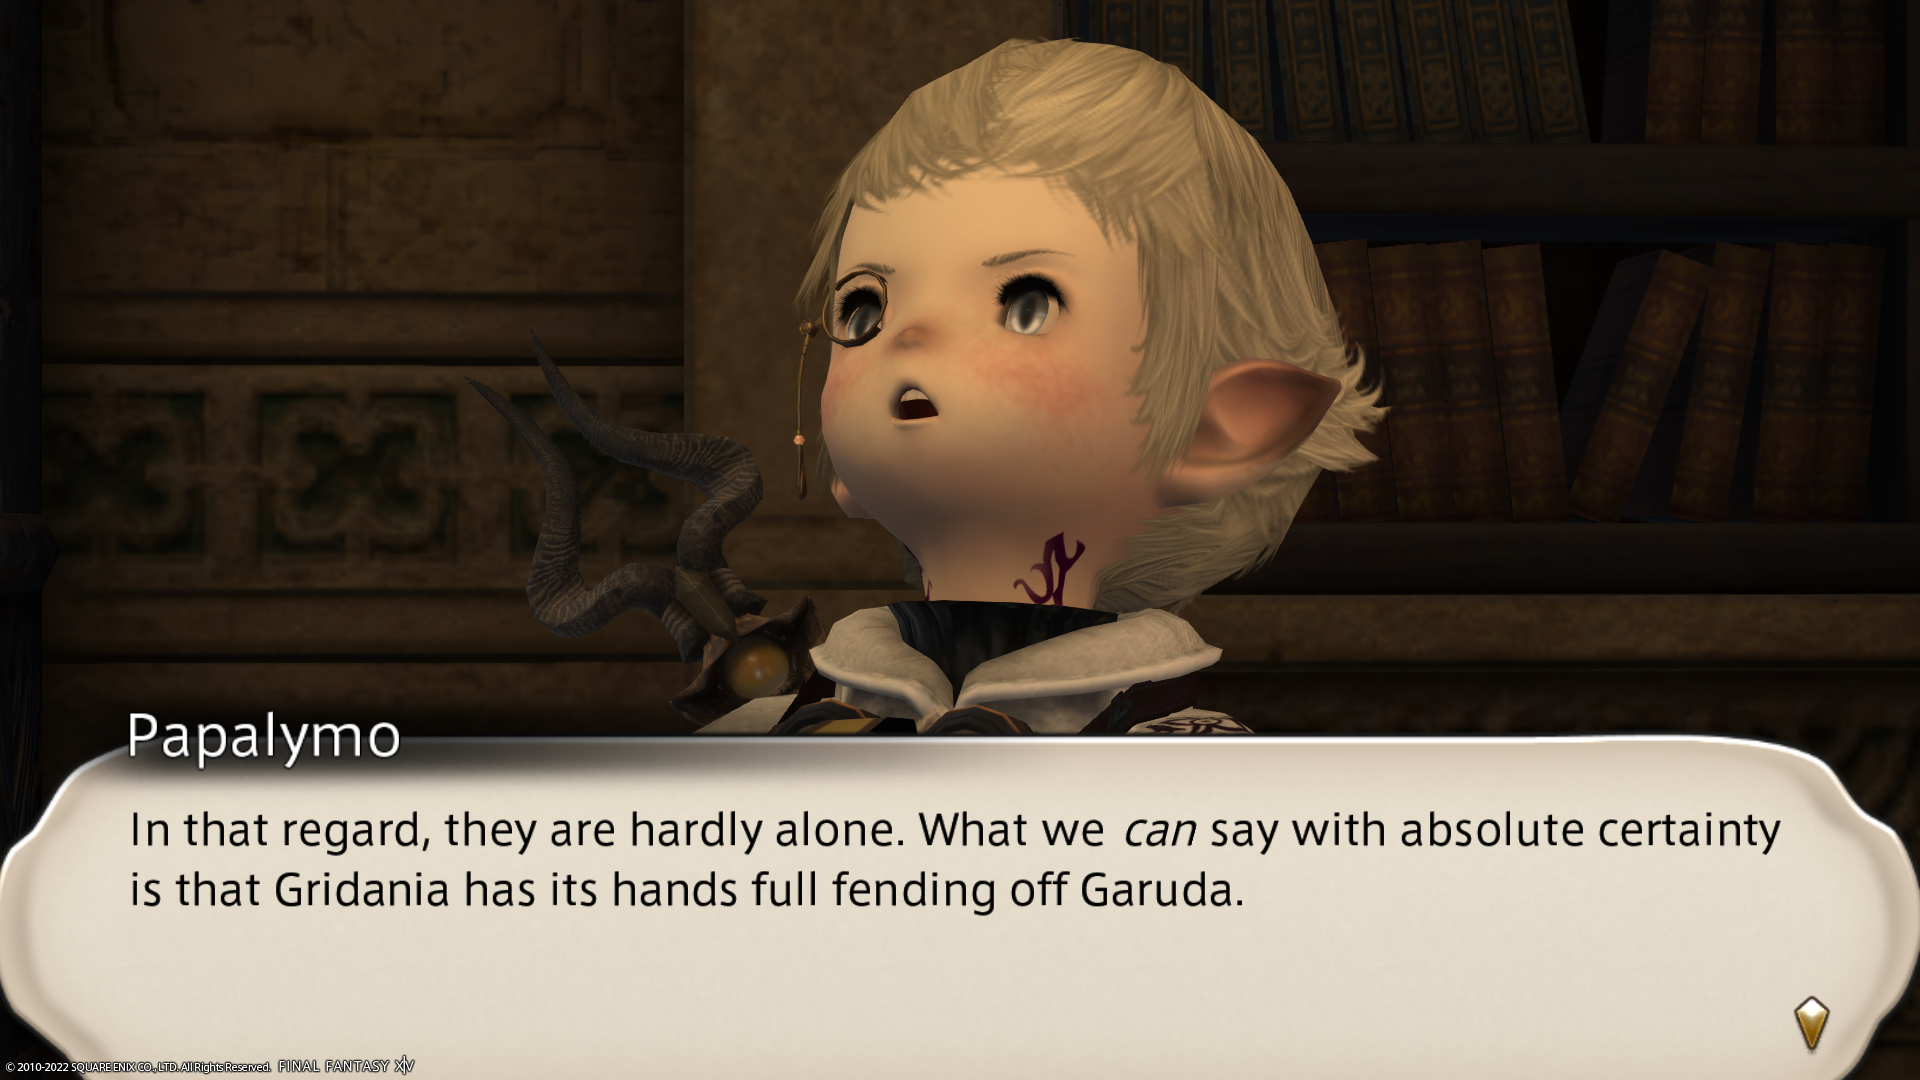 Papalymo
In that regard, they are hardly alone. What we can say with absolute certainty
is that Gridania has its hands full fending off Garuda.
© 2010-2022 SQUARE ENIX CO., LTD. All Rights Reserved. FINAL FANTASY XIV